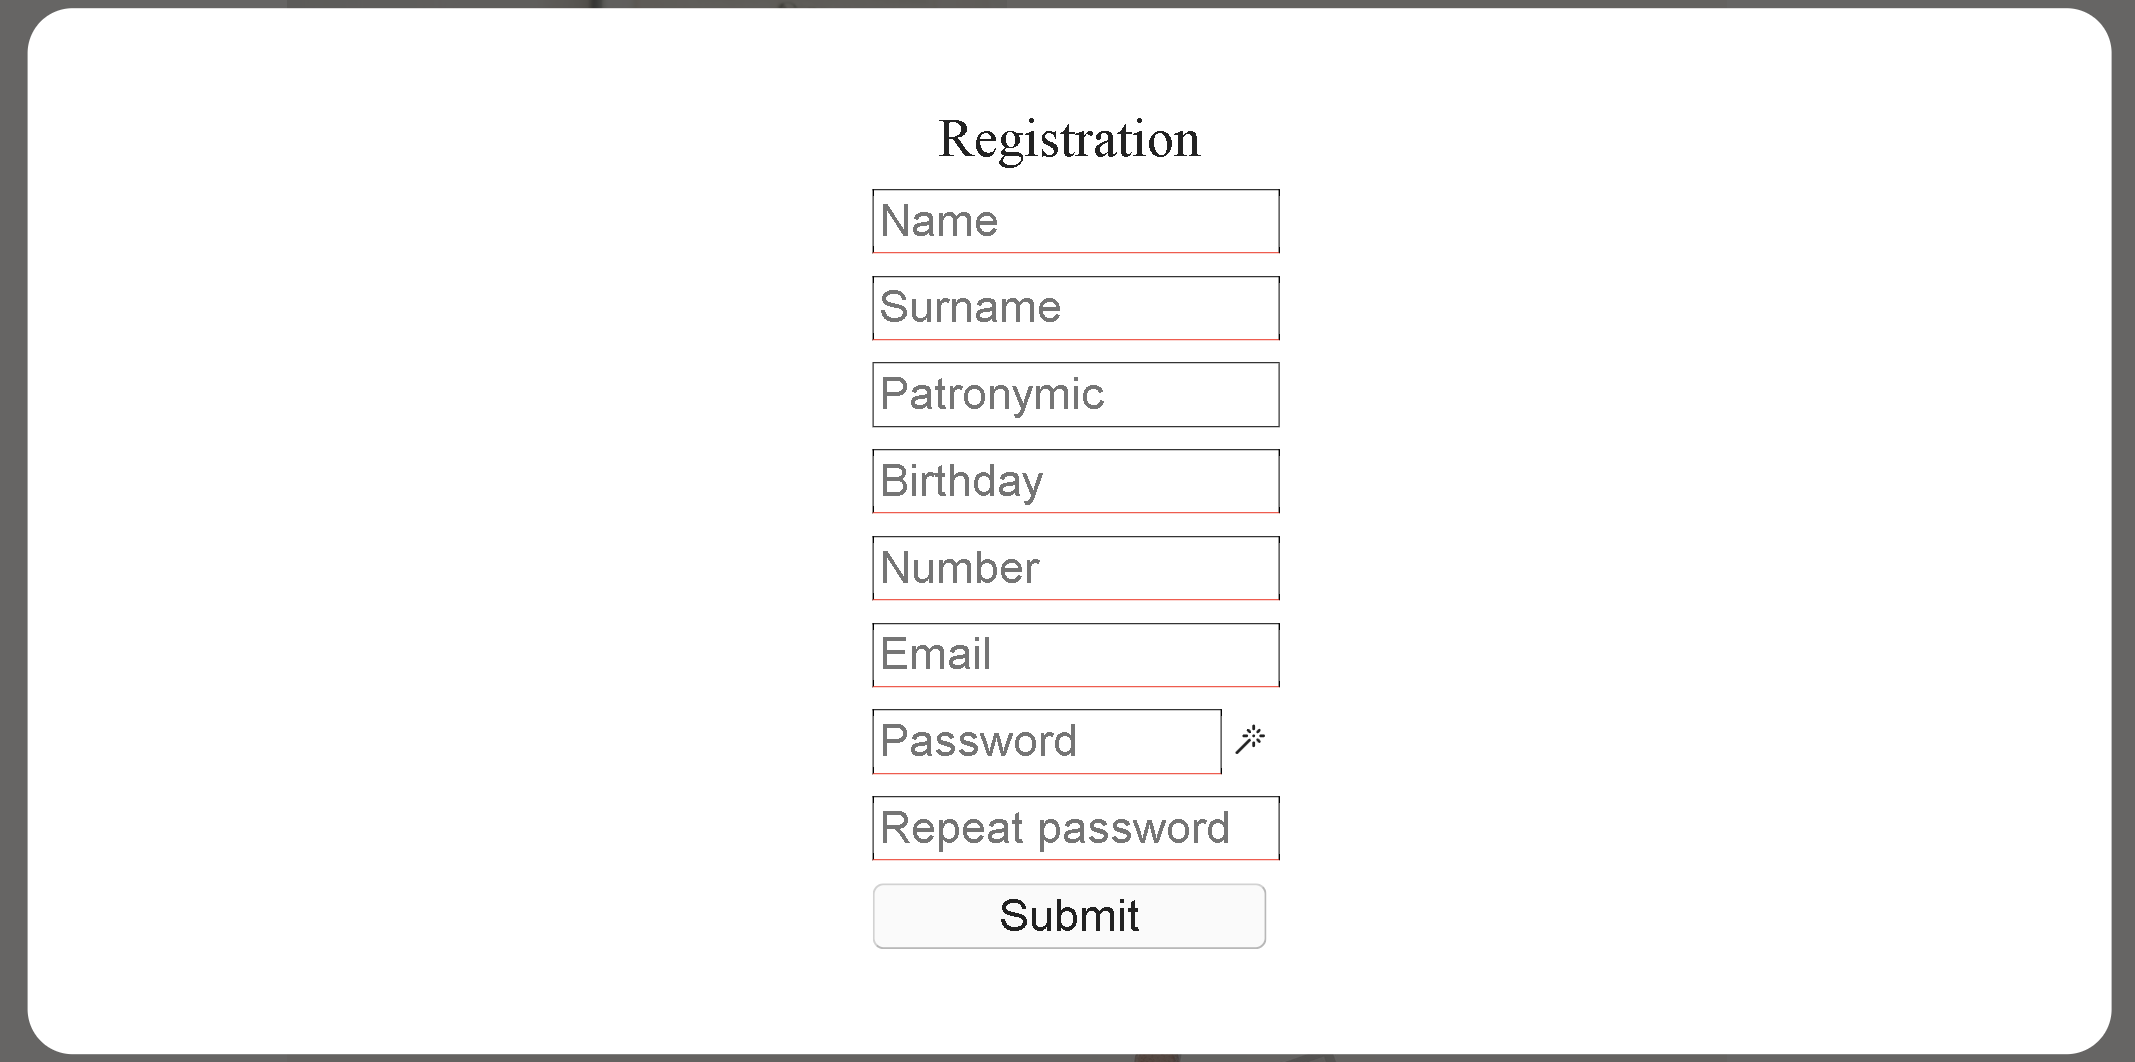 Registration
Name
Surname
Patronymic
Birthday
Number
Email
Password
Repeat password
Submit